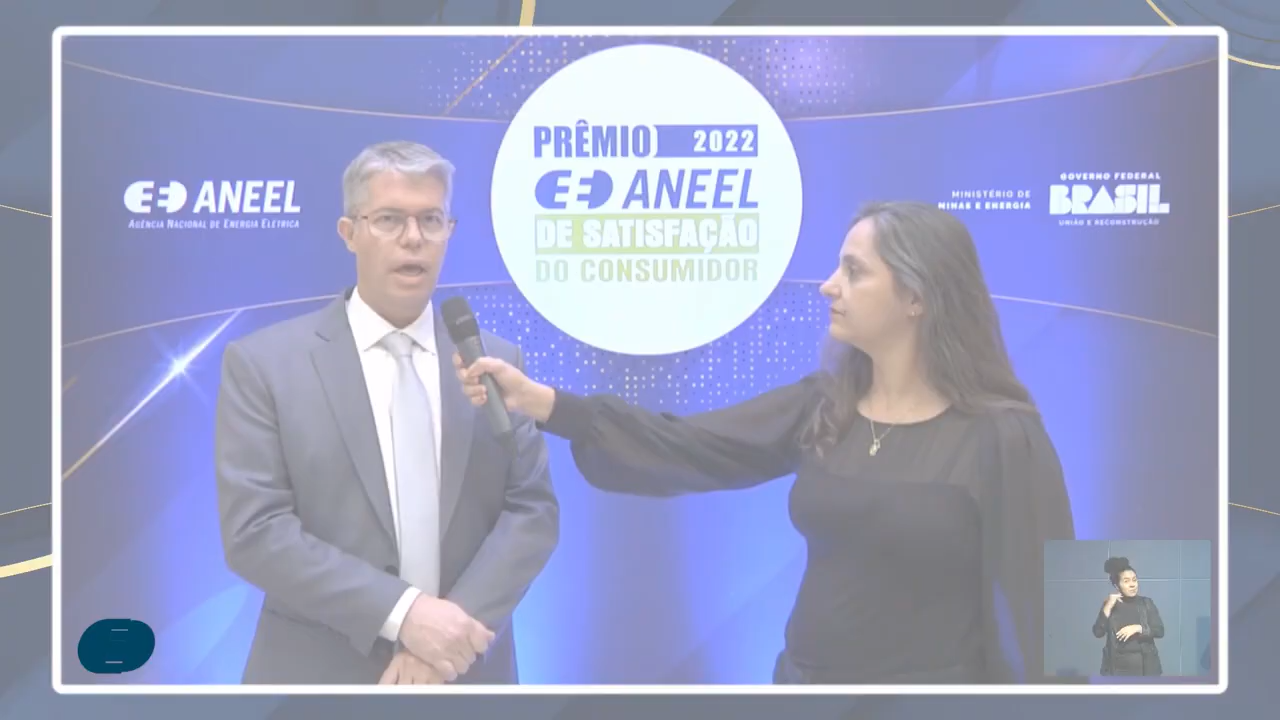 PRÊMIO 2022
ANEEL
DE SATISFAÇÃO
DO CONSUMIDOR
ANEEL
AGÊNCIA NACIONAL DE ENERGIA ELÉTRICA
MINISTÉRIO DE
MINAS E ENERGIA
GOVERNO FEDERAL
BRASIL
UNIÃO E RECONSTRUÇÃO